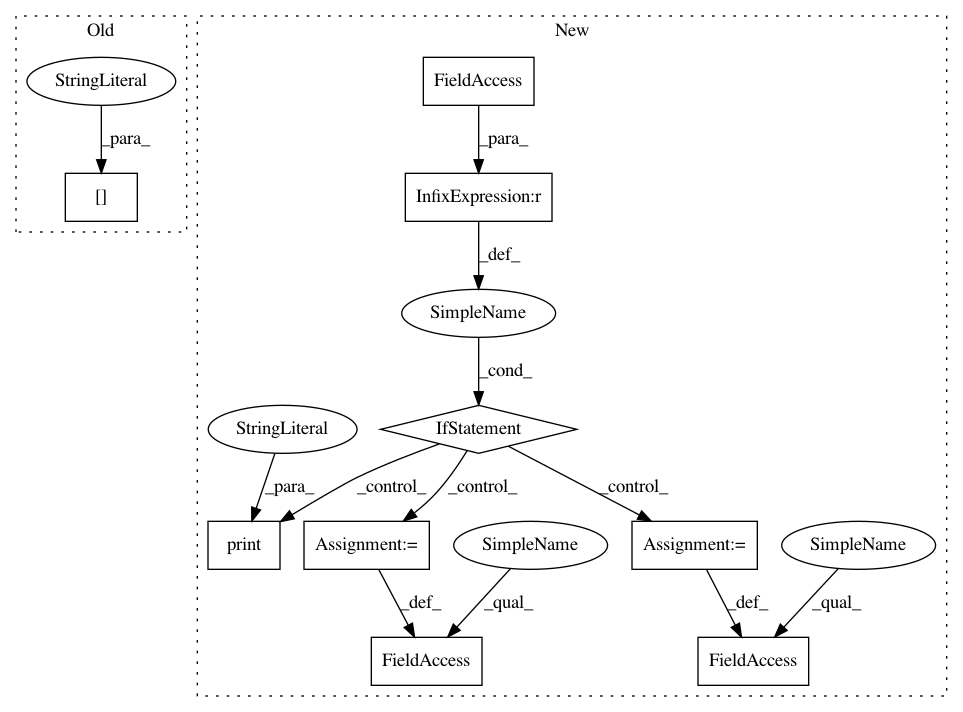 Old
New
StringLiteral
FieldAccess
_para_
_para_
[]
InfixExpression:r
_def_
SimpleName
_cond_
StringLiteral
IfStatement
_para_
_control_
_control_
_control_
print
Assignment:=
SimpleName
Assignment:=
SimpleName
_def_
_qual_
_def_
_qual_
FieldAccess
FieldAccess